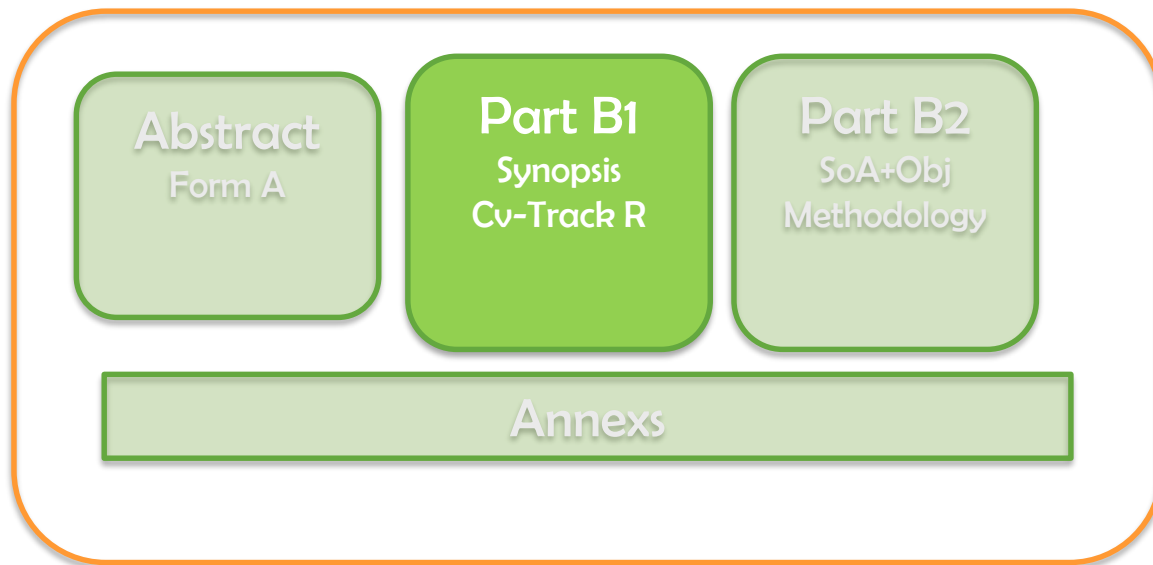 Abstract
Form A
Part B1
Synopsis
Cv-Track R
Part B2
SoA+Obj
Methodology
Annexs